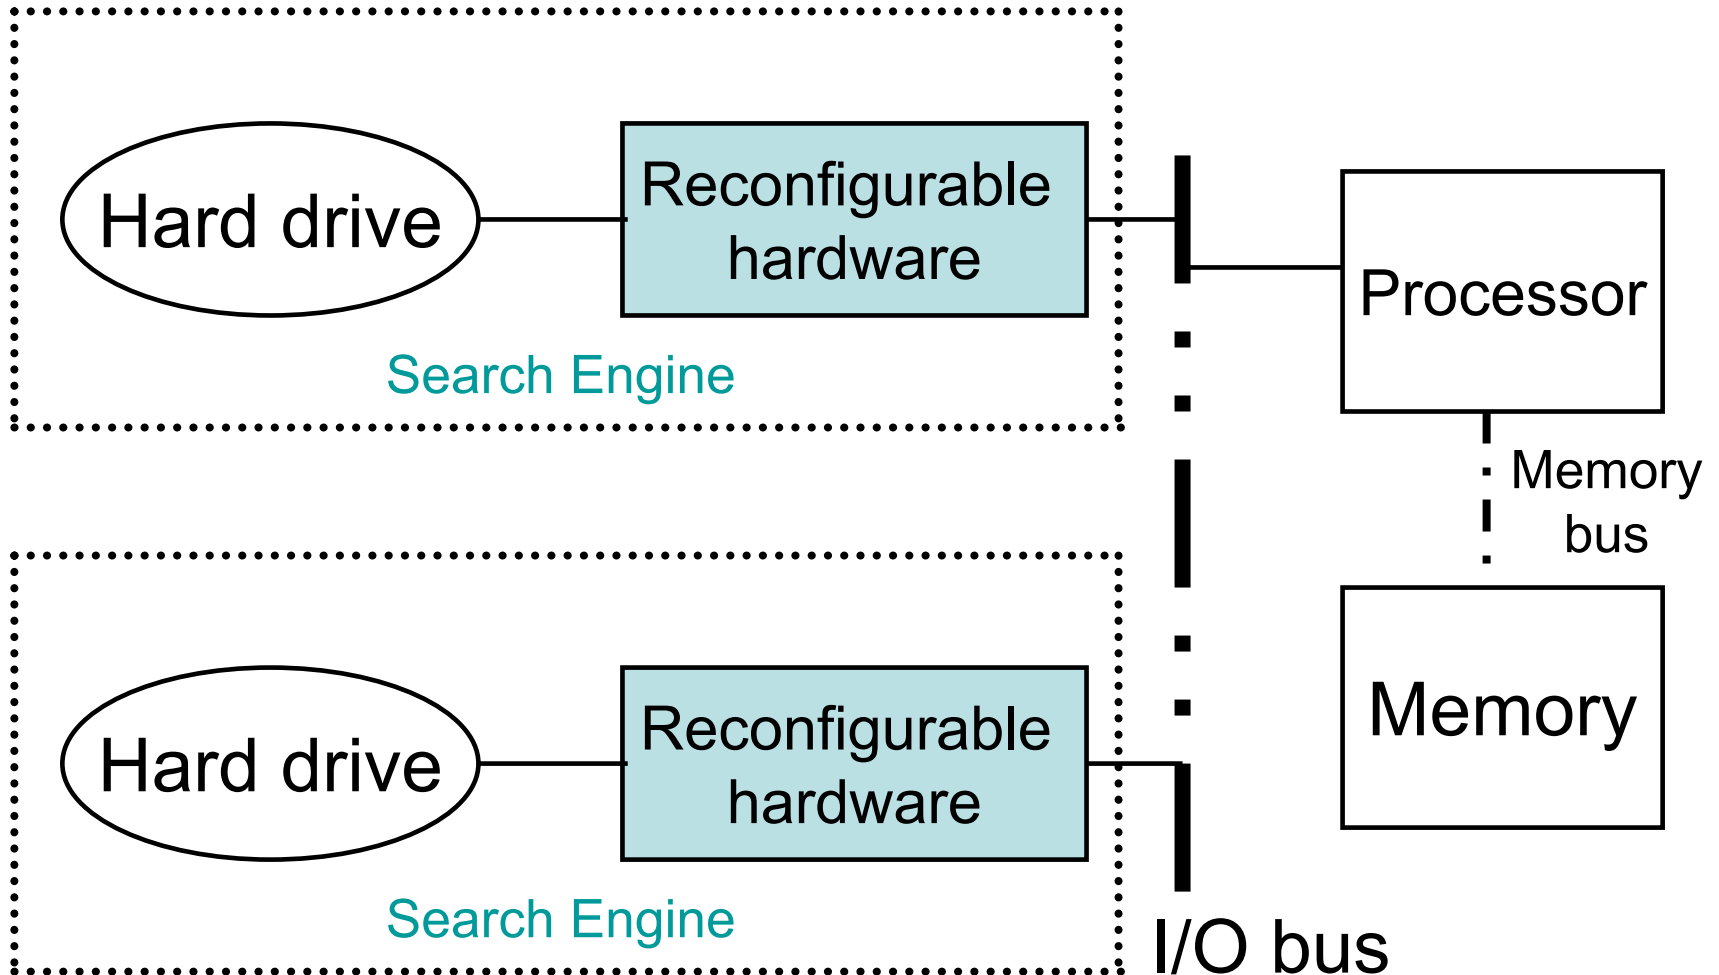 Hard drive
Reconfigurable
hardware
Search Engine
Processor
Memory
bus
Hard drive
Reconfigurable
hardware
Search Engine
Memory
I/O bus